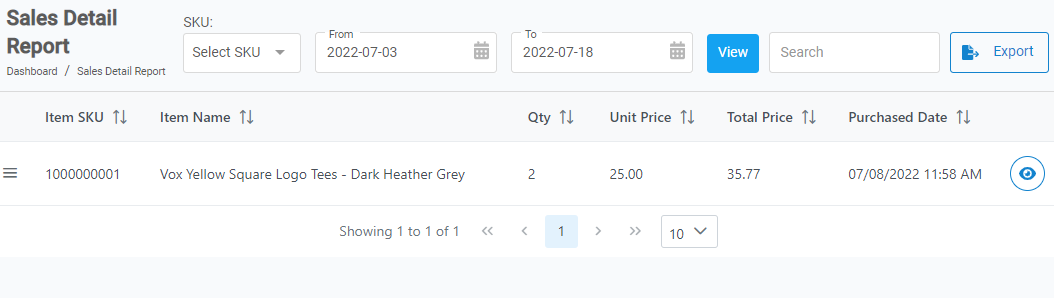 Sales Detail
Report
Dashboard / Sales Detail Report
SKU:
Select SKU
From
2022-07-03
To
2022-07-18
View
Search
Export
Item SKU Item Name Qty Unit Price Total Price Purchased Date
1000000001 Vox Yellow Square Logo Tees - Dark Heather Grey 2 25.00 35.77 07/08/2022 11:58 AM
Showing 1 to 1 of 1 « ‹ 1 › » 10